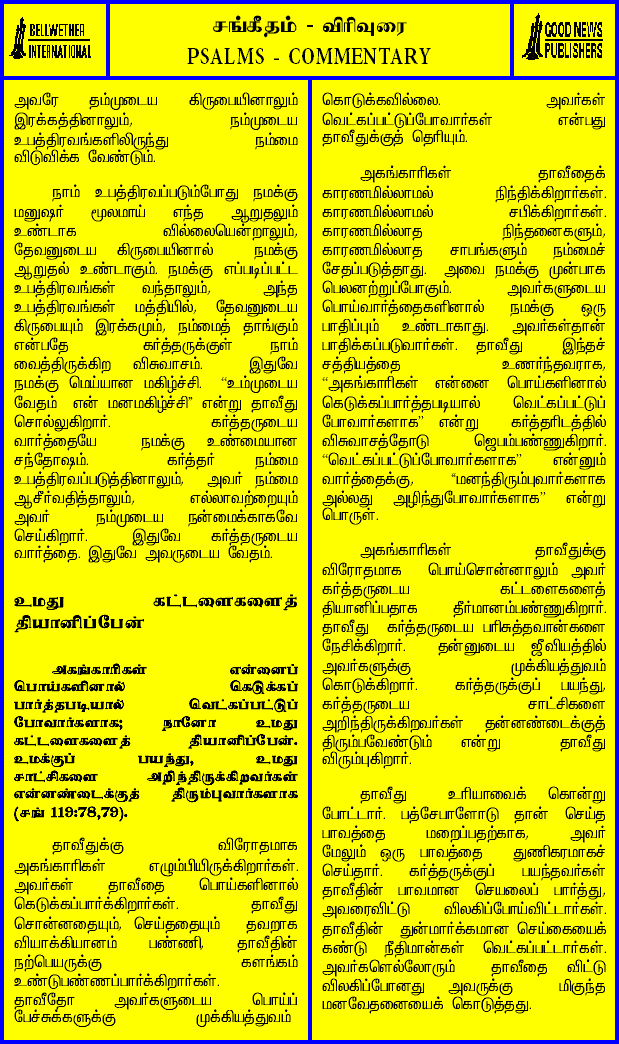 BELLWETHER
INTERNATIONAL
சங்கீதம் - விரிவுரை
PSALMS - COMMENTARY
GOOD NEWS
PUBLISHERS
அவரே தம்முடைய கிருபையினாலும்
இரக்கத்தினாலும், நம்முடைய
உபத்திரவங்களிலிருந்து நம்மை
விடுவிக்க வேண்டும்.
நாம் உபத்திரவப்படும்போது நமக்கு
மனுஷர் மூலமாய் எந்த ஆறுதலும்
உண்டாக வில்லையென்றாலும்,
தேவனுடைய கிருபையினால் நமக்கு
ஆறுதல் உண்டாகும். நமக்கு எப்படிப்பட்ட
உபத்திரவங்கள் வந்தாலும், அந்த
உபத்திரவங்கள் மத்தியில், தேவனுடைய
கிருபையும் இரக்கமும், நம்மைத் தாங்கும்
என்பதே கர்த்தருக்குள் நாம்
வைத்திருக்கிற விசுவாசம். இதுவே
நமக்கு மெய்யான மகிழ்ச்சி. “உம்முடைய
வேதம் என் மனமகிழ்ச்சி” என்று தாவீது
சொல்லுகிறார். கர்த்தருடைய
வார்த்தையே நமக்கு உண்மையான
சந்தோஷம். கர்த்தர் நம்மை
உபத்திரவப்படுத்தினாலும், அவர் நம்மை
ஆசீர்வதித்தாலும், எல்லாவற்றையும்
அவர் நம்முடைய நன்மைக்காகவே
செய்கிறார். இதுவே கர்த்தருடைய
வார்த்தை. இதுவே அவருடைய வேதம்.
உமது கட்டளைகளைத்
தியானிப்பேன்
அகங்காரிகள் என்னைப்
பொய்களினால் கெடுக்கப்
பார்த்தபடியால் வெட்கப்பட்டுப்
போவார்களாக; நானோ உமது
கட்டளைகளைத் தியானிப்பேன்.
உமக்குப் பயந்து, உமது
சாட்சிகளை அறிந்திருக்கிறவர்கள்
என்னண்டைக்குத் திரும்புவார்களாக
(சங் 119:78,79).
தாவீதுக்கு விரோதமாக
அகங்காரிகள் எழும்பியிருக்கிறார்கள்.
அவர்கள் தாவீதை பொய்களினால்
கெடுக்கப்பார்க்கிறார்கள். தாவீது
சொன்னதையும், செய்ததையும் தவறாக
வியாக்கியானம் பண்ணி, தாவீதின்
நற்பெயருக்கு களங்கம்
உண்டுபண்ணப்பார்க்கிறார்கள்.
தாவீதோ அவர்களுடைய பொய்ப்
பேச்சுக்களுக்கு முக்கியத்துவம்
கொடுக்கவில்லை. அவர்கள்
வெட்கப்பட்டுப்போவார்கள் என்பது
தாவீதுக்குத் தெரியும்.
அகங்காரிகள் தாவீதைக்
காரணமில்லாமல் நிந்திக்கிறார்கள்.
காரணமில்லாமல் சபிக்கிறார்கள்.
காரணமில்லாத நிந்தனைகளும்,
காரணமில்லாத சாபங்களும் நம்மைச்
சேதப்படுத்தாது. அவை நமக்கு முன்பாக
பெலனற்றுப்போகும். அவர்களுடைய
பொய்வார்த்தைகளினால் நமக்கு ஒரு
பாதிப்பும் உண்டாகாது. அவர்கள்தான்
பாதிக்கப்படுவார்கள். தாவீது இந்தச்
சத்தியத்தை உணர்ந்தவராக,
“அகங்காரிகள் என்னை பொய்களினால்
கெடுக்கப்பார்த்தபடியால் வெட்கப்பட்டுப்
போவார்களாக” என்று கர்த்தரிடத்தில்
விசுவாசத்தோடு ஜெபம்பண்ணுகிறார்.
“வெட்கப்பட்டுப்போவார்களாக” என்னும்
வார்த்தைக்கு, “மனந்திரும்புவார்களாக
அல்லது அழிந்துபோவார்களாக” என்று
பொருள்.
அகங்காரிகள் தாவீதுக்கு
விரோதமாக பொய்சொன்னாலும் அவர்
கர்த்தருடைய கட்டளைகளைத்
தியானிப்பதாக தீர்மானம்பண்ணுகிறார்.
தாவீது கர்த்தருடைய பரிசுத்தவான்களை
நேசிக்கிறார். தன்னுடைய ஜீவியத்தில்
அவர்களுக்கு முக்கியத்துவம்
கொடுக்கிறார். கர்த்தருக்குப் பயந்து,
கர்த்தருடைய சாட்சிகளை
அறிந்திருக்கிறவர்கள் தன்னண்டைக்குத்
திரும்பவேண்டும் என்று தாவீது
விரும்புகிறார்.
தாவீது உரியாவைக் கொன்று
போட்டார். பத்சேபாளோடு தான் செய்த
பாவத்தை மறைப்பதற்காக, அவர்
மேலும் ஒரு பாவத்தை துணிகரமாகச்
செய்தார். கர்த்தருக்குப் பயந்தவர்கள்
தாவீதின் பாவமான செயலைப் பார்த்து,
அவரைவிட்டு விலகிப்போய்விட்டார்கள்.
தாவீதின் துன்மார்க்கமான செய்கையைக்
கண்டு நீதிமான்கள் வெட்கப்பட்டார்கள்.
அவர்களெல்லோரும் தாவீதை விட்டு
விலகிப்போனது அவருக்கு மிகுந்த
மனவேதனையைக் கொடுத்தது.